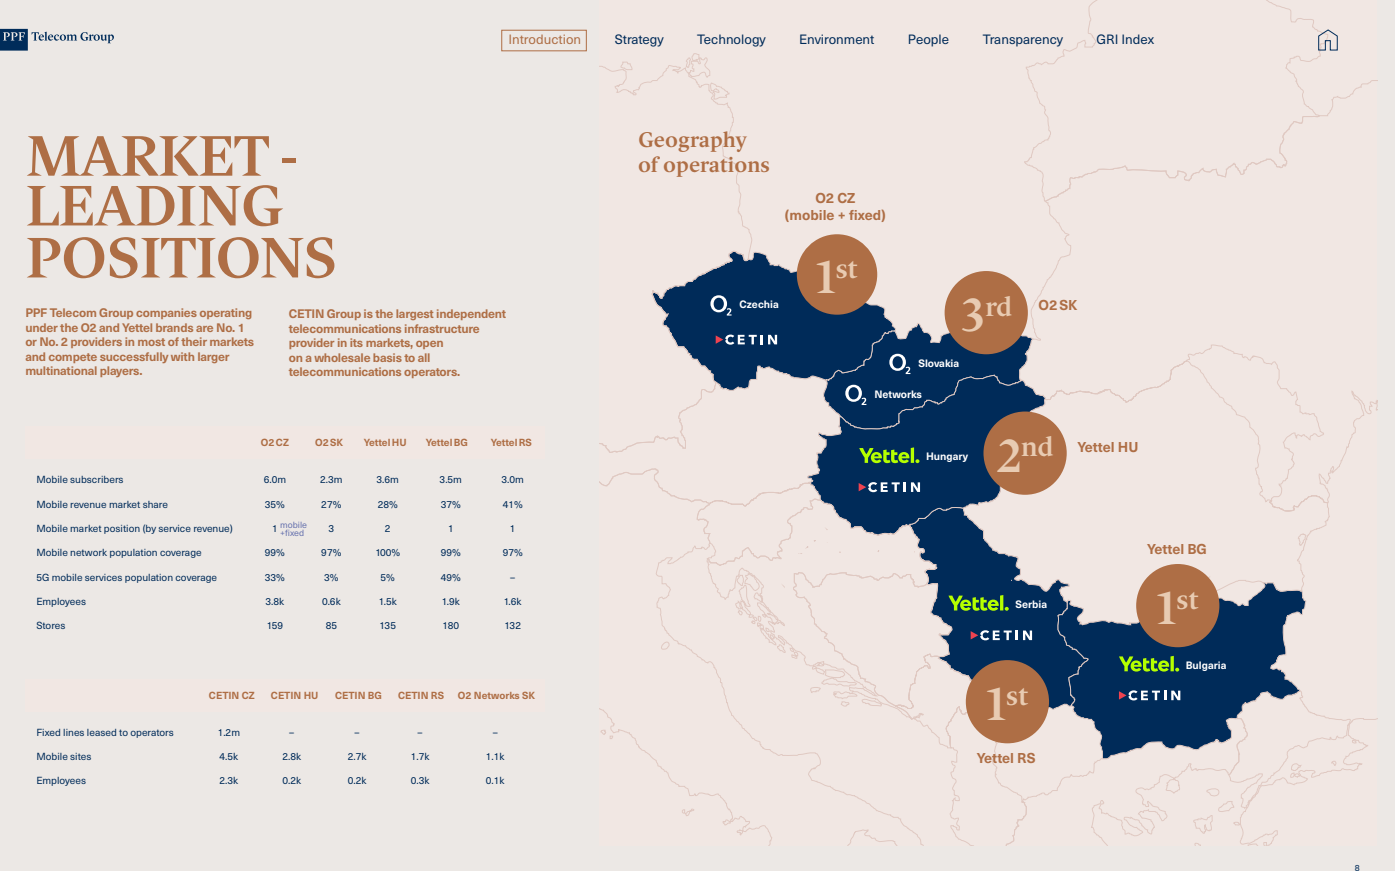 PPF Telecom Group
Introduction Strategy Technology Environment People Transparency GRI Index
MARKET -
LEADING
POSITIONS
PPF Telecom Group companies operating
under the O2 and Yettel brands are No. 1
or No. 2 providers in most of their markets
and compete successfully with larger
multinational players.
CETIN Group is the largest independent
telecommunications infrastructure
provider in its markets, open
on a wholesale basis to all
telecommunications operators.
O2 CZ O2 SK Yettel HU Yettel BG Yettel RS
Mobile subscribers 6.0m 2.3m 3.6m 3.5m 3.0m
Mobile revenue market share 35% 27% 28% 37% 41%
Mobile market position (by service revenue) 1 mobile +fixed 3 2 1 1
Mobile network population coverage 99% 97% 100% 99% 97%
5G mobile services population coverage 33% 3% 5% 49% –
Employees 3.8k 0.6k 1.5k 1.9k 1.6k
Stores 159 85 135 180 132
CETIN CZ CETIN HU CETIN BG CETIN RS O2 Networks SK
Fixed lines leased to operators 1.2m – – – –
Mobile sites 4.5k 2.8k 2.7k 1.7k 1.1k
Employees 2.3k 0.2k 0.2k 0.3k 0.1k
Geography
of operations
O2 CZ
(mobile + fixed)
1st
O2 Czechia
CETIN
3rd
O2 SK
O2 Slovakia
O2 Networks
Yettel. Hungary
CETIN
2nd
Yettel HU
Yettel BG
1st
Yettel. Serbia
CETIN
Yettel. Bulgaria
CETIN
1st
Yettel RS
8